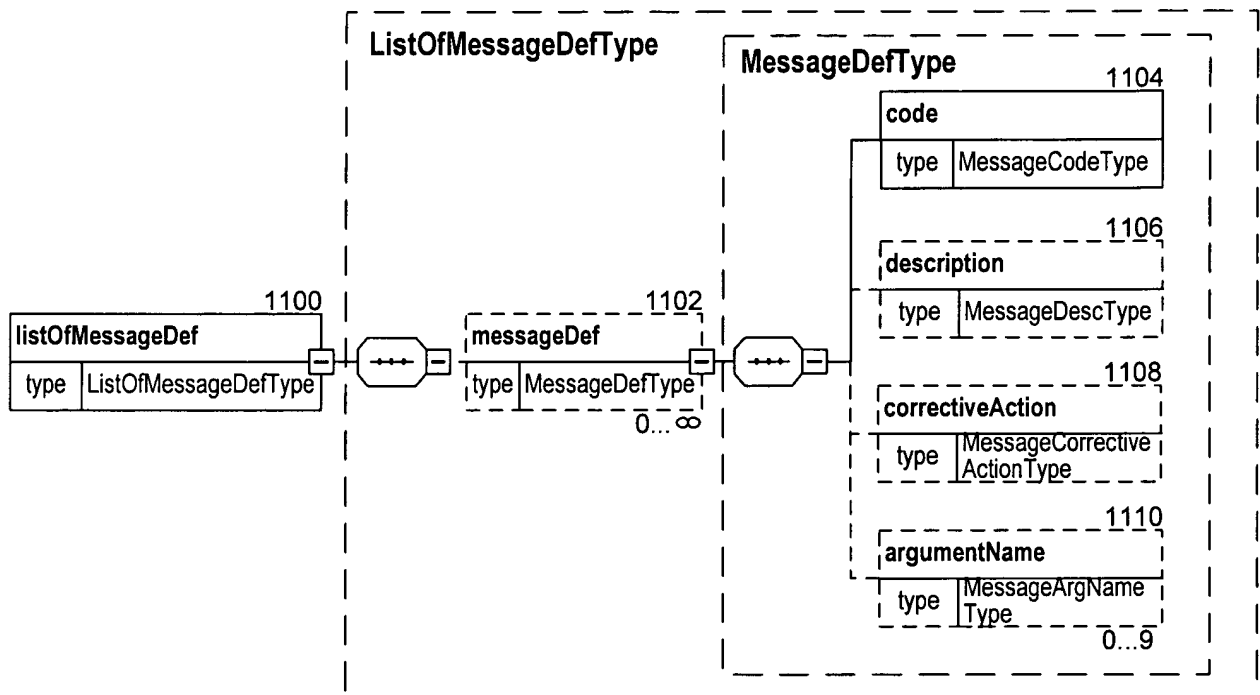 ListOfMessageDefType
MessageDefType
1104
code
type MessageCodeType
1106
description
type MessageDescType
1100
listOfMessageDef
type ListOfMessageDefType
1102
messageDef
type MessageDefType
0... ∞
1108
correctiveAction
type MessageCorrective
ActionType
1110
argumentName
type MessageArgName
Type
0...9